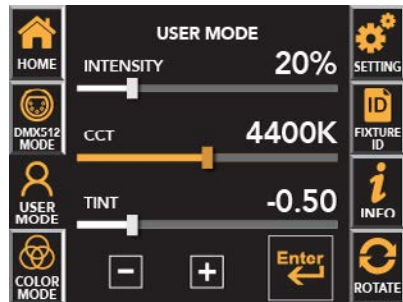 USER MODE
HOME
INTENSITY 20%
SETTING
DMX512
MODE
CCT 4400K
ID
FIXTURE
ID
USER
MODE
TINT -0.50
i
INFO
COLOR
MODE
- +
Enter
ROTATE